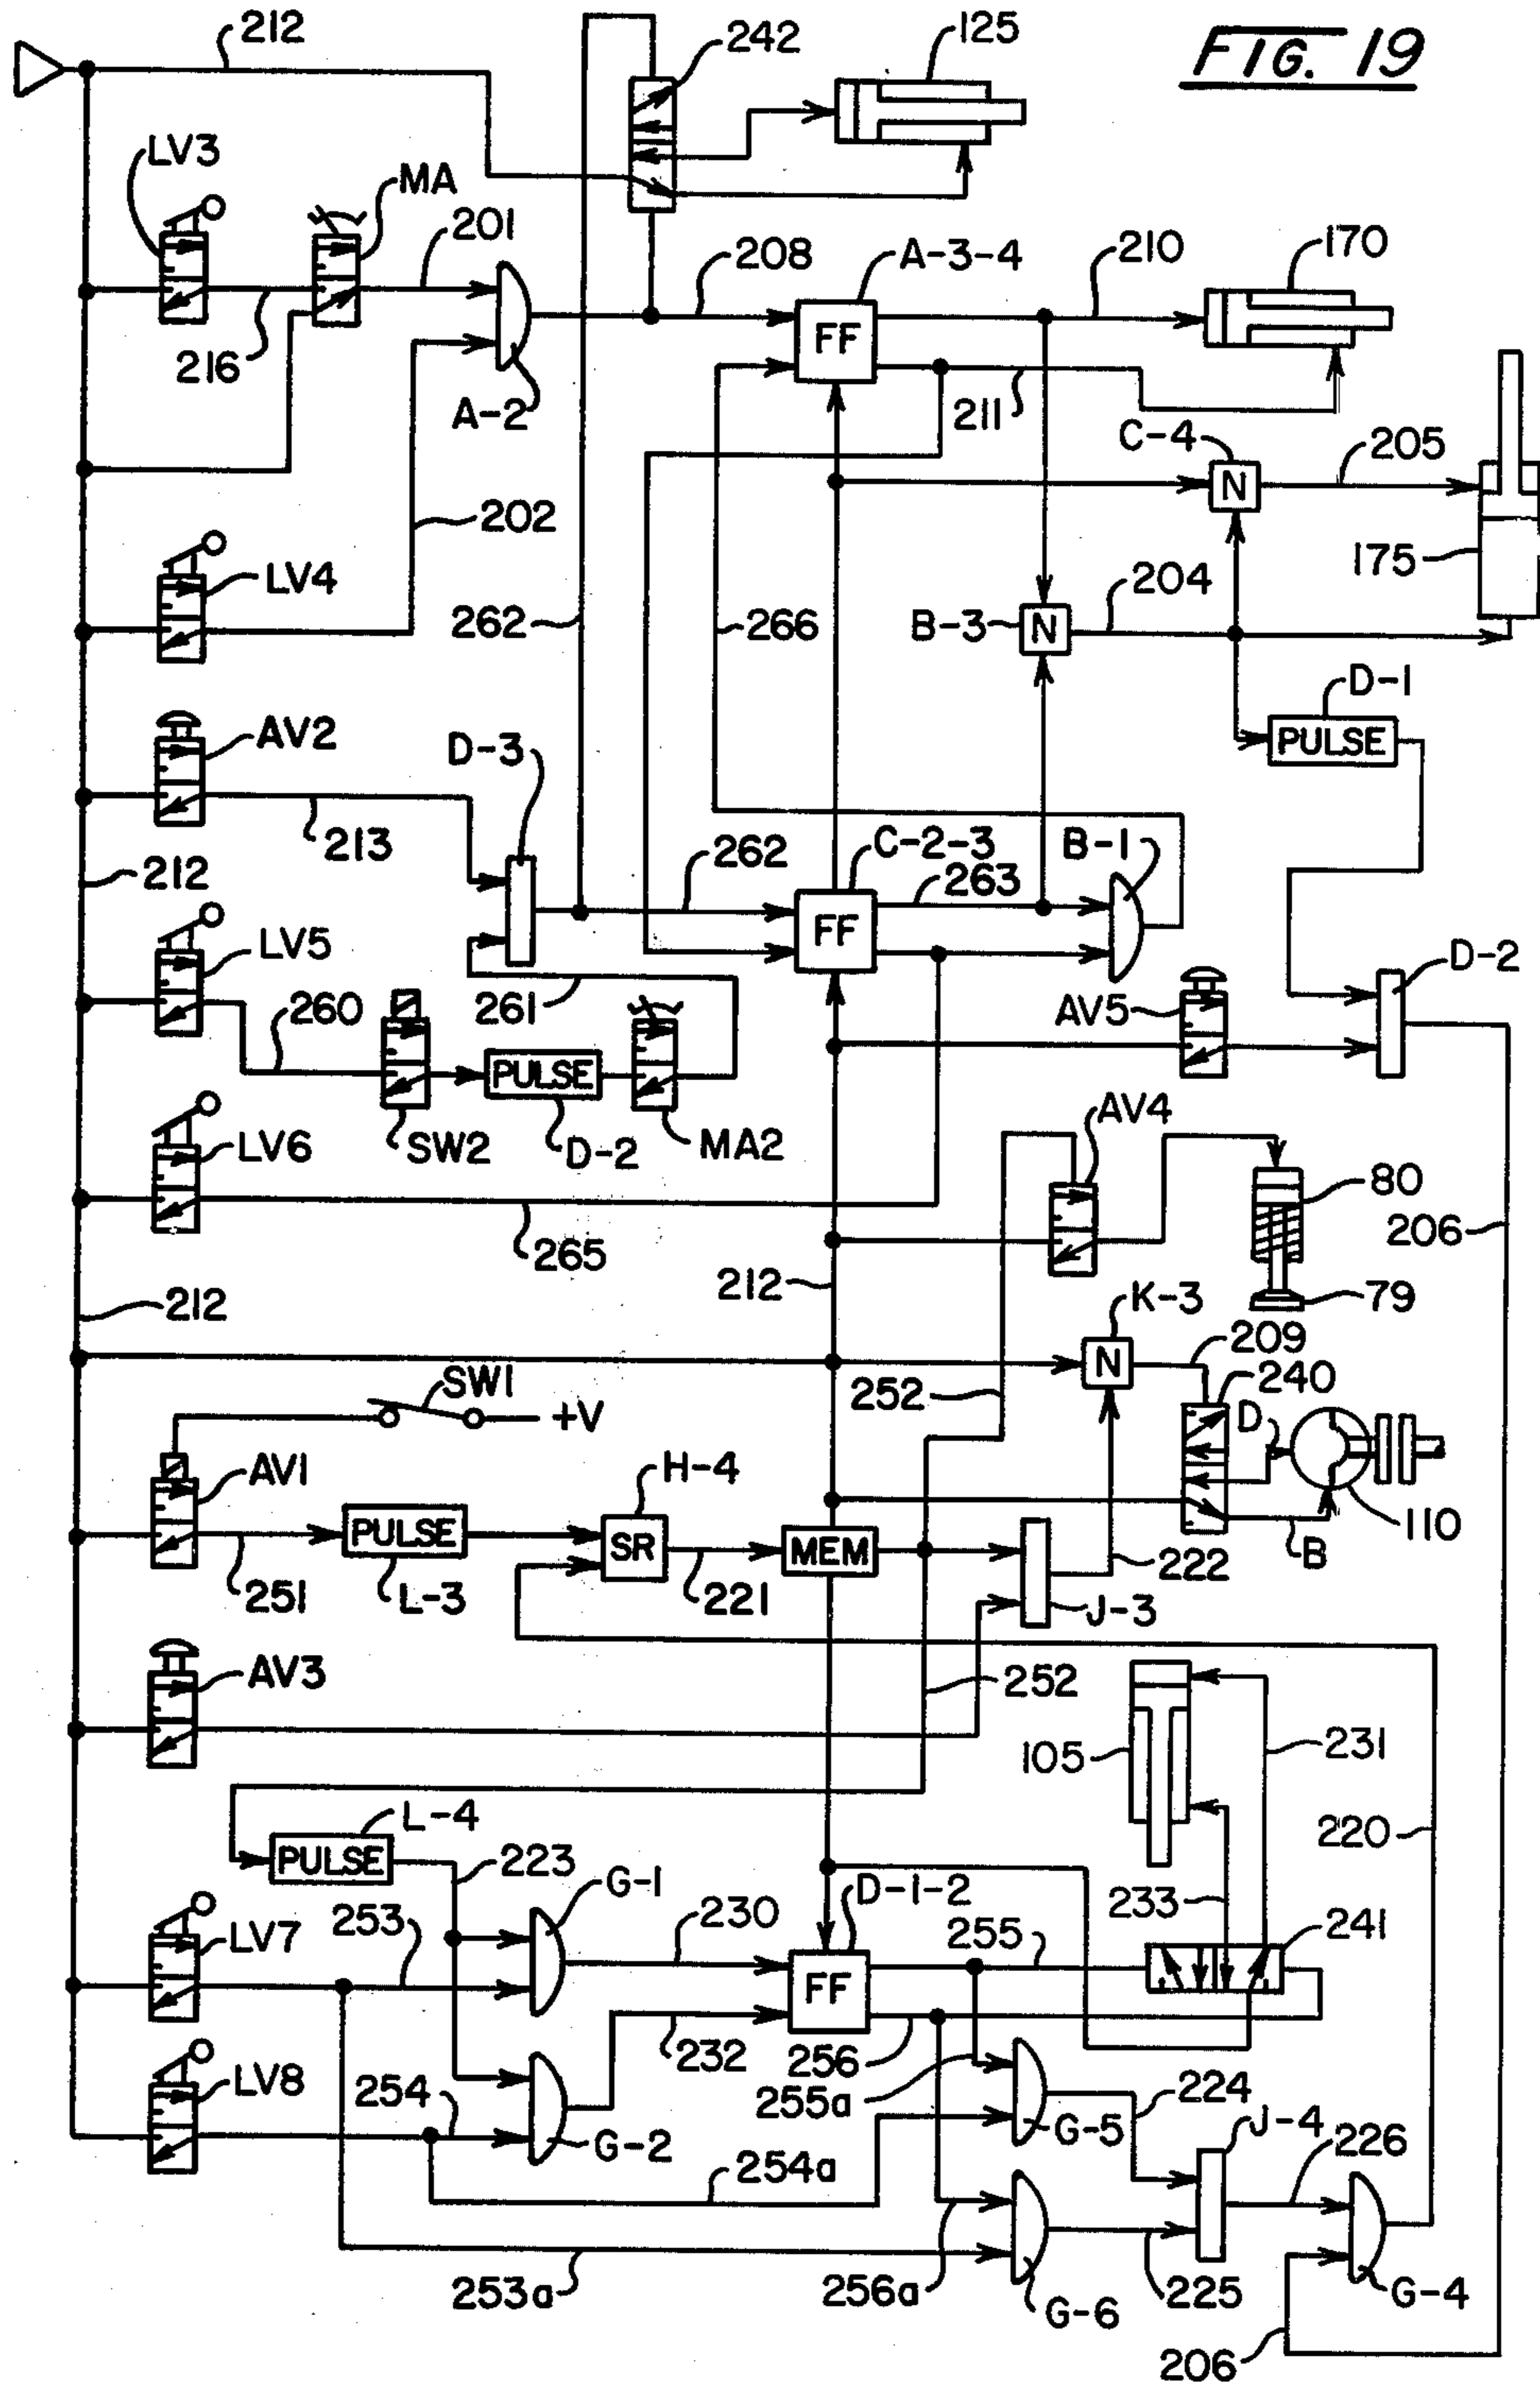 FIG. 19
212
242
125
LV3
MA
201
208
A-3-4
210
170
216
FF
A-2
211
C-4
205
202
N
LV4
175
262
266
204
B-3
N
D-1
AV2
D-3
PULSE
213
262
C-2-3
B-1
212
263
FF
LV5
D-2
260
261
AV5
PULSE
AV4
LV6
SW2
D-2
MA2
80
206
265
212
79
212
K-3
209
SW1
N
240
252
+V
D
AV1
H-4
110
PULSE
SR
MEM
222
B
251
L-3
221
J-3
AV3
252
105
231
L-4
220
PULSE
223
G-1
D-1-2
233
253
230
255
241
LV7
FF
232
256
LV8
254
255a
224
J-4
G-2
G-5
226
254a
253a
256a
225
G-4
G-6
206